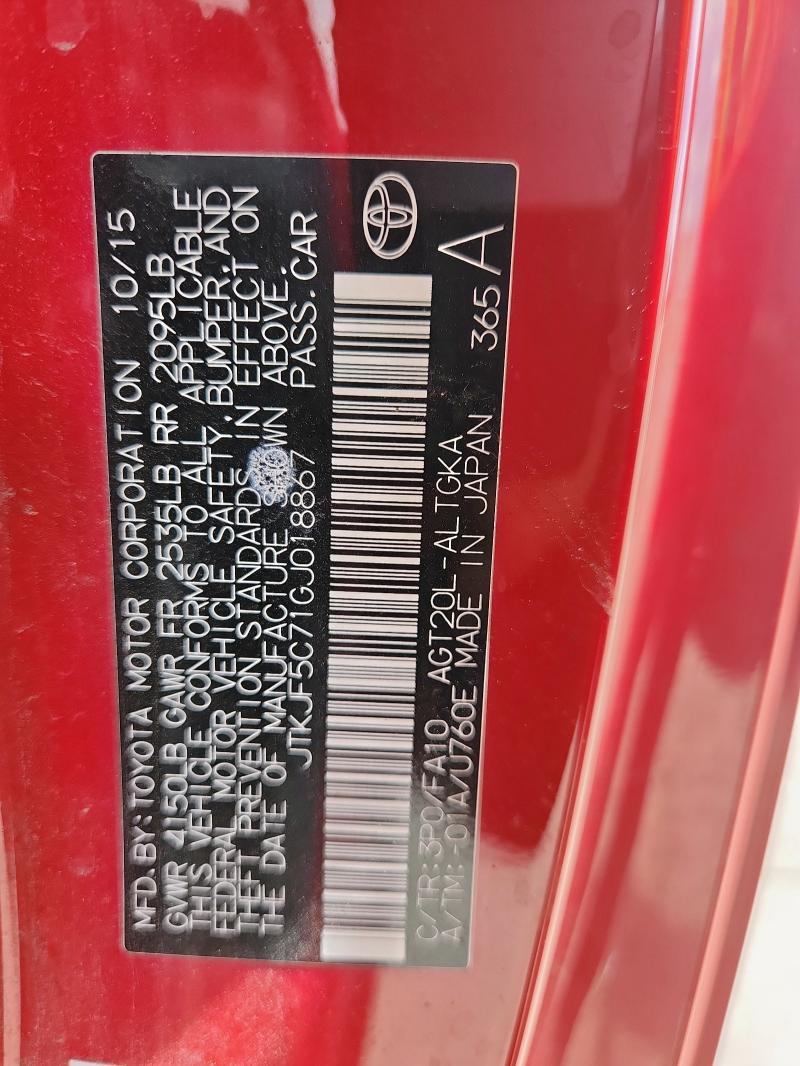 MFD.BY:TOYOTA MOTOR CORPORATION 10/15
GVWR 4150LB GAWR FR 2535LB RR 2095LB
THIS VEHICLE CONFORMS TO ALL APPLICABLE
FEDERAL MOTOR VEHICLE SAFETY,BUMPER,AND
THEFT PREVENTION STANDARDS IN EFFECT ON
THE DATE OF MANUFACTURE SHOWN ABOVE.
JTKJF5C71GJ018867 PASS.CAR
C/TR:3P0/FA10 AGT20L-ALTGKA
A/TM:-01A/U760E MADE IN JAPAN 365 A